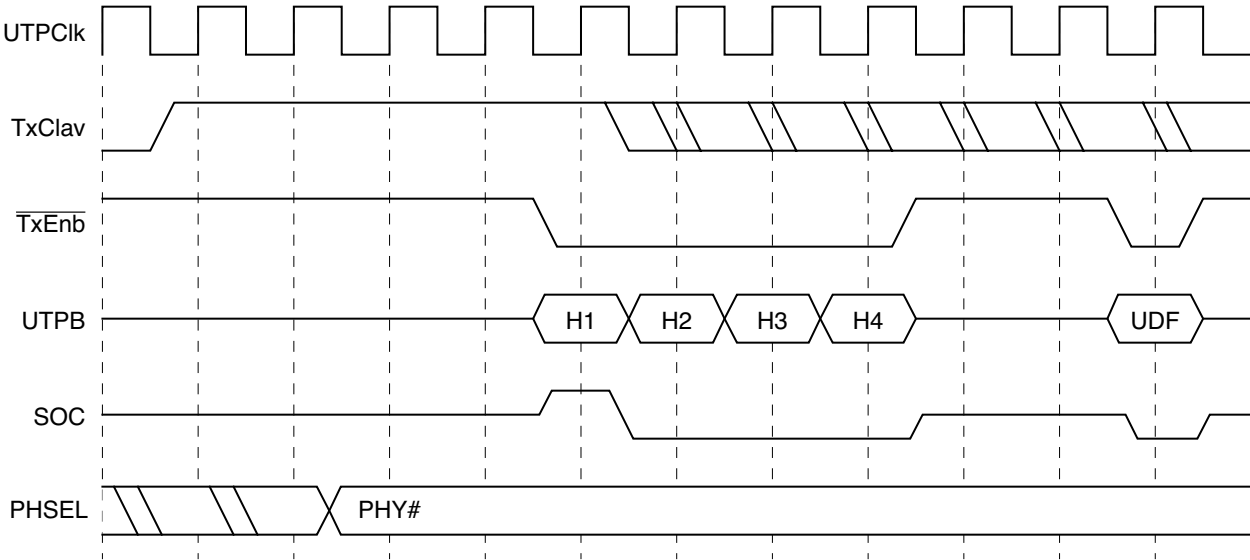 UTPClk
TxClav
TxEnb
UTPB H1 H2 H3 H4 UDF
SOC
PHSEL PHY#